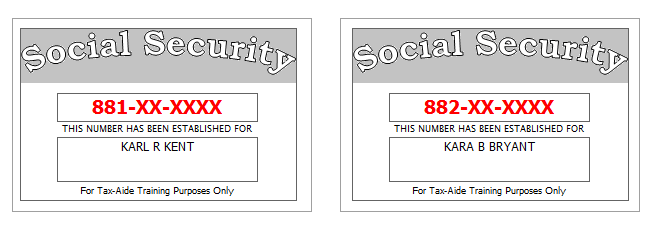 Social Security
881-XX-XXXX
THIS NUMBER HAS BEEN ESTABLISHED FOR
KARL R KENT
For Tax-Aide Training Purposes Only
Social Security
882-XX-XXXX
THIS NUMBER HAS BEEN ESTABLISHED FOR
KARA B BRYANT
For Tax-Aide Training Purposes Only